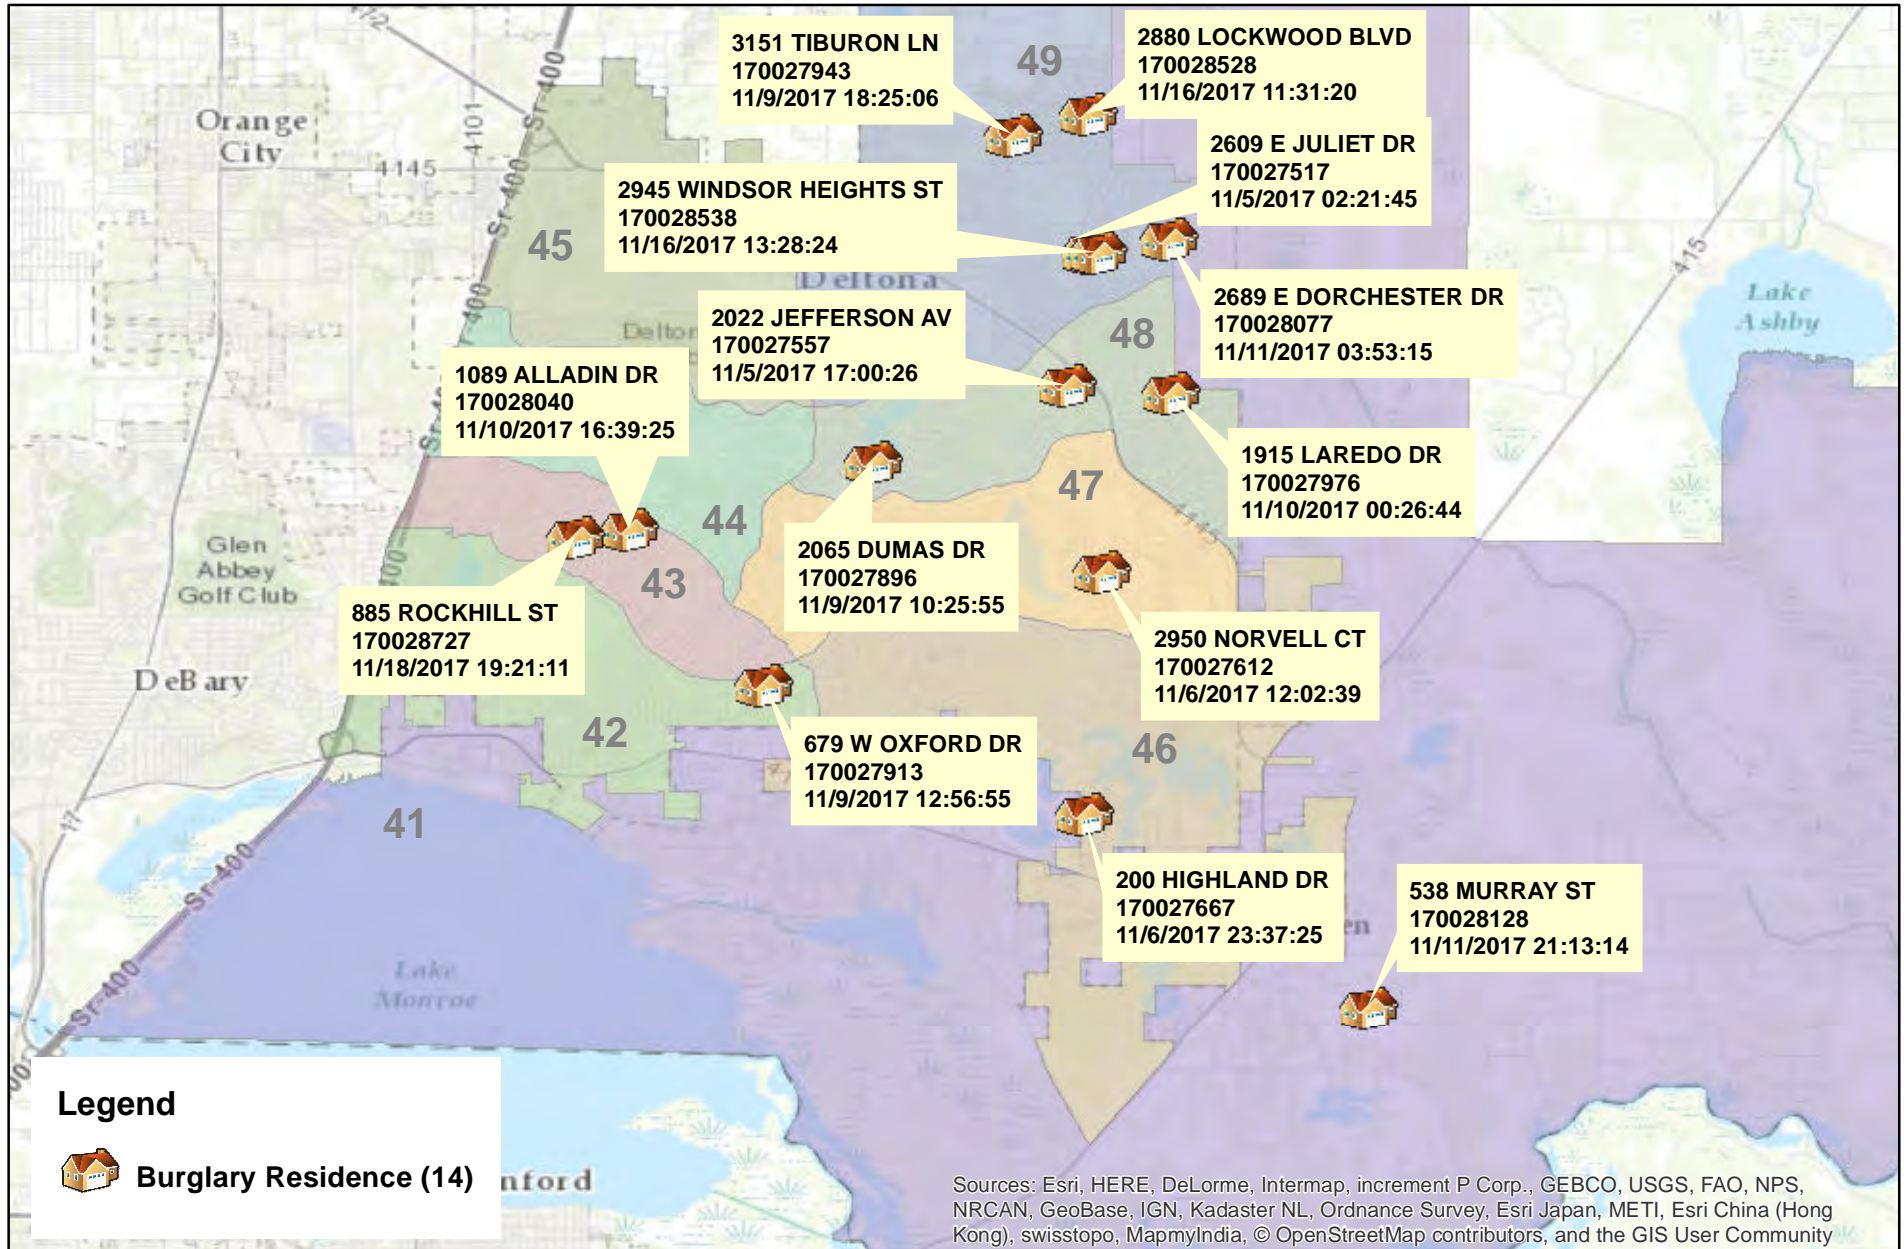 3151 TIBURON LN
170027943
11/9/2017 18:25:06
49
2880 LOCKWOOD BLVD
170028528
11/16/2017 11:31:20
Orange
City
4101
4145
Sr-400
Sr-400
472
2609 E JULIET DR
170027517
11/5/2017 02:21:45
2945 WINDSOR HEIGHTS ST
170028538
11/16/2017 13:28:24
45
Deltona
415
Lake
Ashby
2689 E DORCHESTER DR
170028077
11/11/2017 03:53:15
48
2022 JEFFERSON AV
170027557
11/5/2017 17:00:26
1089 ALLADIN DR
170028040
11/10/2017 16:39:25
1915 LAREDO DR
170027976
11/10/2017 00:26:44
47
44
43
Glen
Abbey
Golf Club
2065 DUMAS DR
170027896
11/9/2017 10:25:55
885 ROCKHILL ST
170028727
11/18/2017 19:21:11
2950 NORVELL CT
170027612
11/6/2017 12:02:39
DeBary
42
679 W OXFORD DR
170027913
11/9/2017 12:56:55
46
41
17
Sr-400
200 HIGHLAND DR
170027667
11/6/2017 23:37:25
538 MURRAY ST
170028128
11/11/2017 21:13:14
en
Lake
Monroe
Sr-400
Legend
Burglary Residence (14)
nford
Sources: Esri, HERE, DeLorme, Intermap, increment P Corp., GEBCO, USGS, FAO, NPS,
NRCAN, GeoBase, IGN, Kadaster NL, Ordnance Survey, Esri Japan, METI, Esri China (Hong
Kong), swisstopo, MapmyIndia, © OpenStreetMap contributors, and the GIS User Community